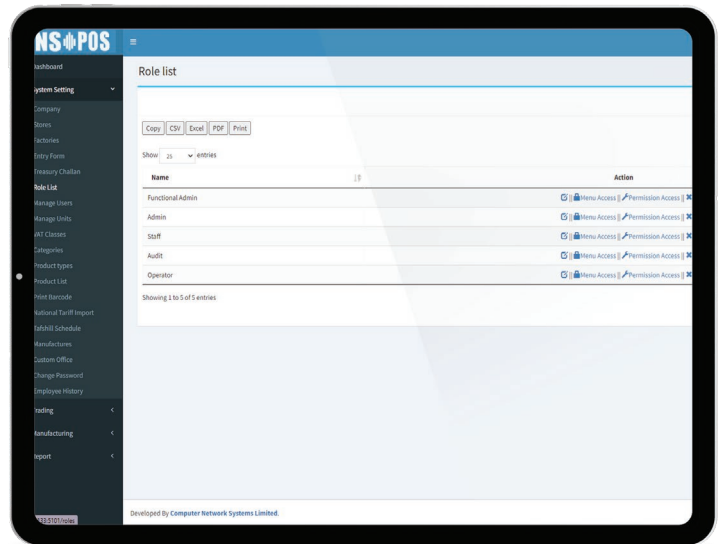 NS POS
Dashboard
System Setting
Company
Stores
Factories
Entry Form
Treasury Challan
Role List
Manage Users
Manage Units
VAT Classes
Categories
Product types
Product List
Print Barcode
National Tariff Import
Tafshill Schedule
Manufactures
Custom Office
Change Password
Employee History
Trading
Manufacturing
Report
133:5101/roles
Role list
Copy CSV Excel PDF Print
Show 25 entries
Name Action
Functional Admin || Menu Access || Permission Access ||
Admin || Menu Access || Permission Access ||
Staff || Menu Access || Permission Access ||
Audit || Menu Access || Permission Access ||
Operator || Menu Access || Permission Access ||
Showing 1 to 5 of 5 entries
Developed By Computer Network Systems Limited.